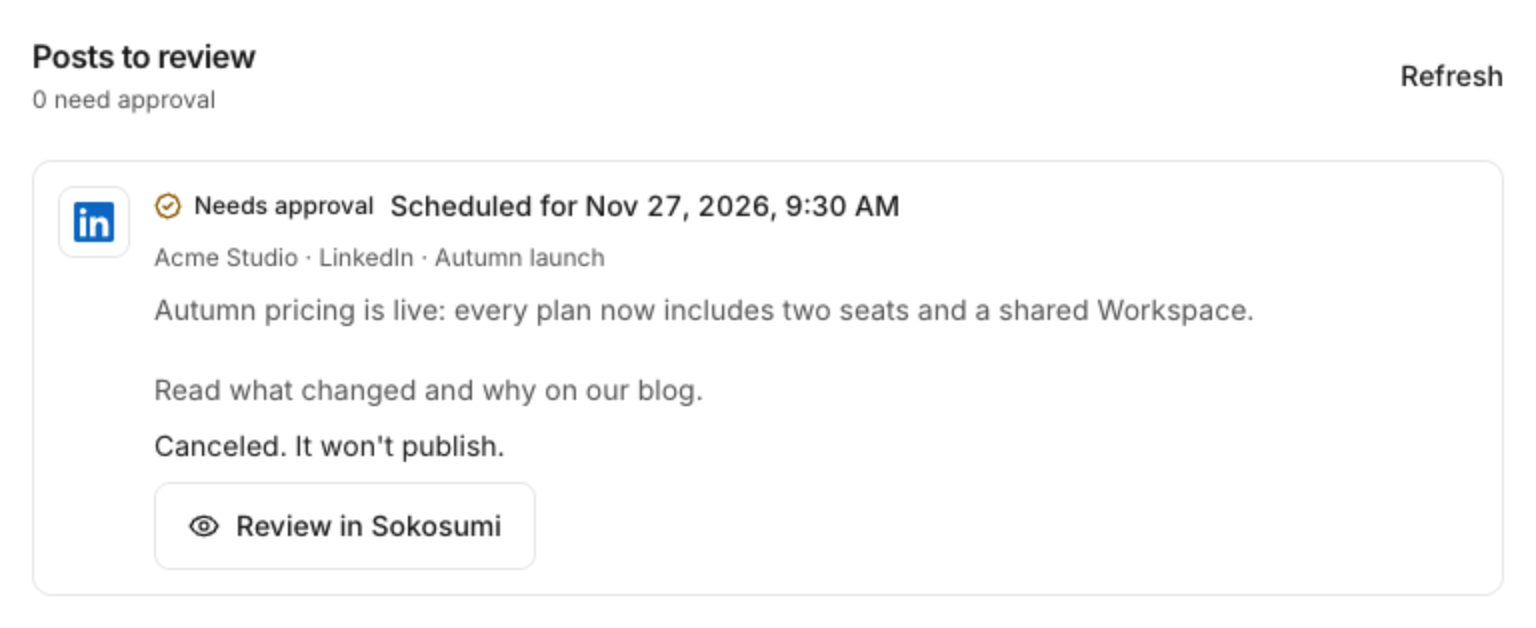 Posts to review
0 need approval
Refresh
in
Needs approval Scheduled for Nov 27, 2026, 9:30 AM
Acme Studio · LinkedIn · Autumn launch
Autumn pricing is live: every plan now includes two seats and a shared Workspace.
Read what changed and why on our blog.
Canceled. It won't publish.
Review in Sokosumi